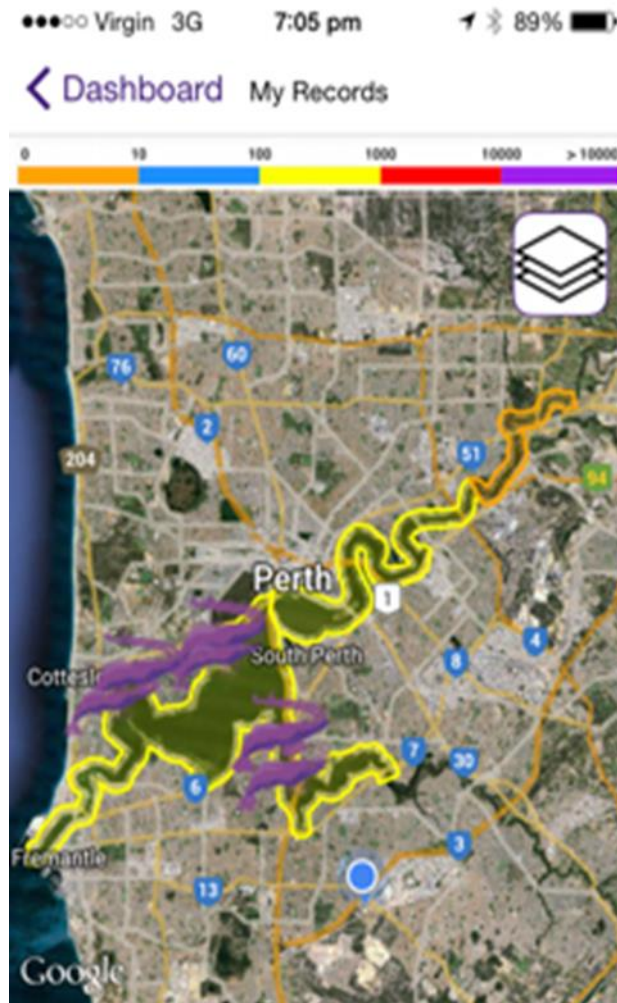 Virgin 3G 7:05 pm 89%
Dashboard My Records
0 10 100 1000 10000 > 10000
60
76
2
51
204
94
Perth
1
4
South Perth
8
Cottesl
7
30
6
3
Fremantle
13
Google